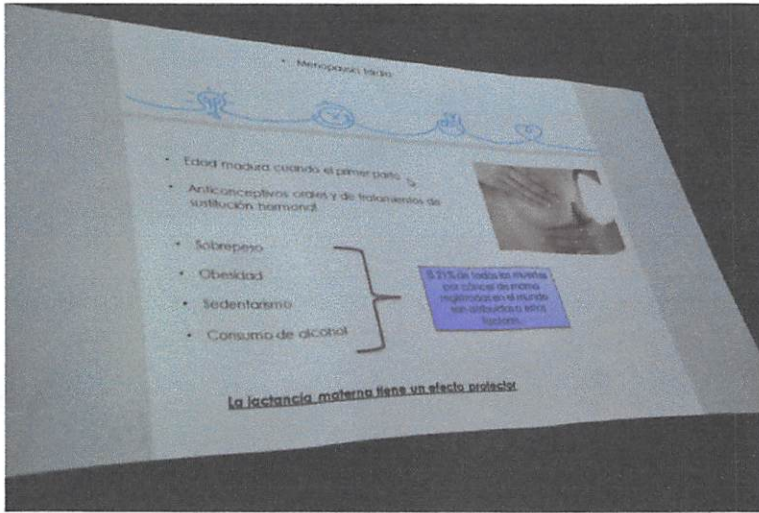 • Menopausia tardía
• Edad madura cuando el primer parto
• Anticonceptivos orales y de tratamientos de
sustitución hormonal
• Sobrepeso
• Obesidad
• Sedentarismo
• Consumo de alcohol
El 21% de todas las muertes
por cáncer de mama
registradas en el mundo
son atribuidas a estos
factores.
La lactancia materna tiene un efecto protector